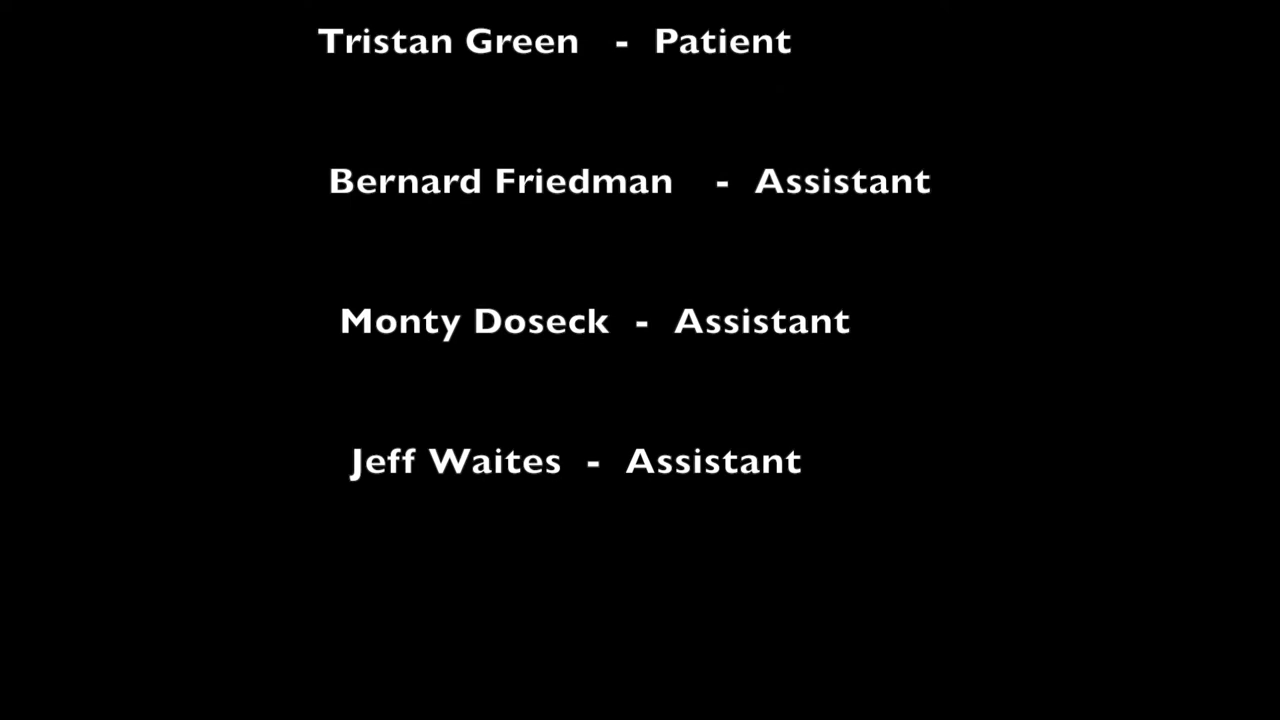 Tristan Green - Patient
Bernard Friedman - Assistant
Monty Doseck - Assistant
Jeff Waites - Assistant